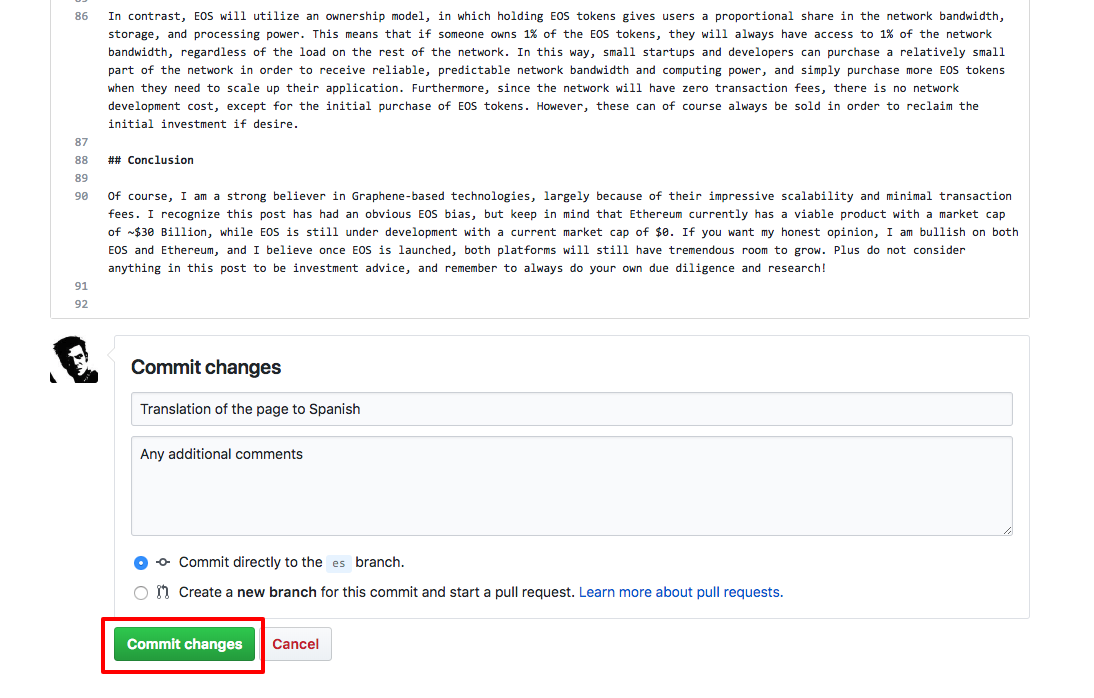 86 In contrast, EOS will utilize an ownership model, in which holding EOS tokens gives users a proportional share in the network bandwidth,
storage, and processing power. This means that if someone owns 1% of the EOS tokens, they will always have access to 1% of the network
bandwidth, regardless of the load on the rest of the network. In this way, small startups and developers can purchase a relatively small
part of the network in order to receive reliable, predictable network bandwidth and computing power, and simply purchase more EOS tokens
when they need to scale up their application. Furthermore, since the network will have zero transaction fees, there is no network
development cost, except for the initial purchase of EOS tokens. However, these can of course always be sold in order to reclaim the
initial investment if desire.
87
88 ## Conclusion
89
90 Of course, I am a strong believer in Graphene-based technologies, largely because of their impressive scalability and minimal transaction
fees. I recognize this post has had an obvious EOS bias, but keep in mind that Ethereum currently has a viable product with a market cap
of ~$30 Billion, while EOS is still under development with a current market cap of $0. If you want my honest opinion, I am bullish on both
EOS and Ethereum, and I believe once EOS is launched, both platforms will still have tremendous room to grow. Plus do not consider
anything in this post to be investment advice, and remember to always do your own due diligence and research!
91
92
Commit changes
Translation of the page to Spanish
Any additional comments
Commit directly to the es branch.
Create a new branch for this commit and start a pull request. Learn more about pull requests.
Commit changes Cancel